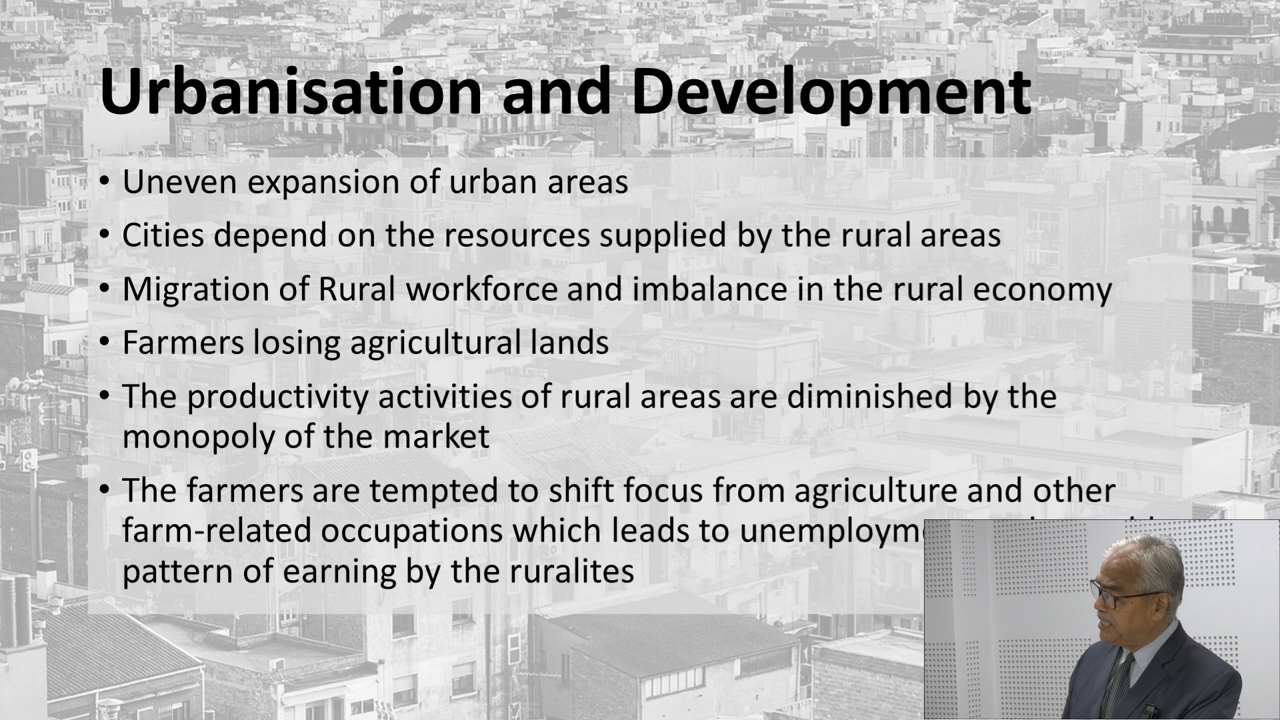 Urbanisation and Development
• Uneven expansion of urban areas
• Cities depend on the resources supplied by the rural areas
• Migration of Rural workforce and imbalance in the rural economy
• Farmers losing agricultural lands
• The productivity activities of rural areas are diminished by the
monopoly of the market
• The farmers are tempted to shift focus from agriculture and other
farm-related occupations which leads to
pattern of earning by the ruralites